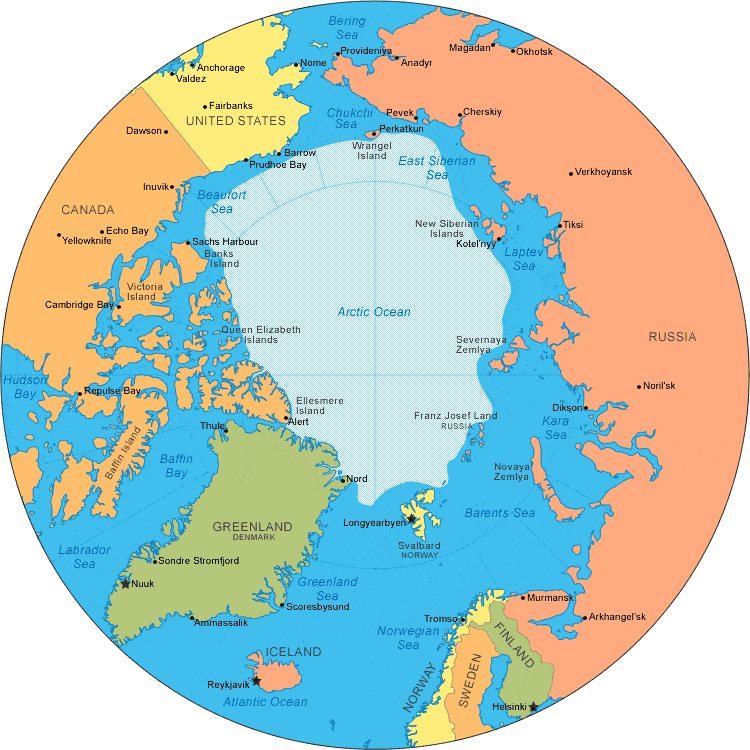 Bering
Sea
Provideniya
Anadyr
Magadan
Okhotsk
Anchorage
Valdez
Nome
Fairbanks
UNITED STATES
Chukchi
Sea
Pevek
Cherskiy
Dawson
Perkatkun
Wrangel
Island
Barrow
Prudhoe Bay
East Siberian
Sea
Verkhoyansk
Inuvik
Beaufort
Sea
CANADA
Echo Bay
Yellowknife
New Siberian
Islands
Tiksi
Kotel'nyy
Sachs Harbour
Banks
Island
Laptev
Sea
Victoria
Island
Cambridge Bay
Arctic Ocean
Queen Elizabeth
Islands
Severnaya
Zemlya
RUSSIA
Hudson
Bay
Repulse Bay
Noril'sk
Ellesmere
Island
Alert
Dikson
Kara
Sea
Franz Josef Land
RUSSIA
Thule
Baffin Island
Baffin
Bay
Novaya
Zemlya
Nord
Barents Sea
Longyearbyen
GREENLAND
DENMARK
Svalbard
NORWAY
Labrador
Sea
Sondre Stromfjord
Nuuk
Greenland
Sea
Scoresbysund
Murmansk
Ammassalik
Tromso
Arkhangel'sk
Norwegian
Sea
FINLAND
ICELAND
Reykjavik
Atlantic Ocean
NORWAY
SWEDEN
Helsinki